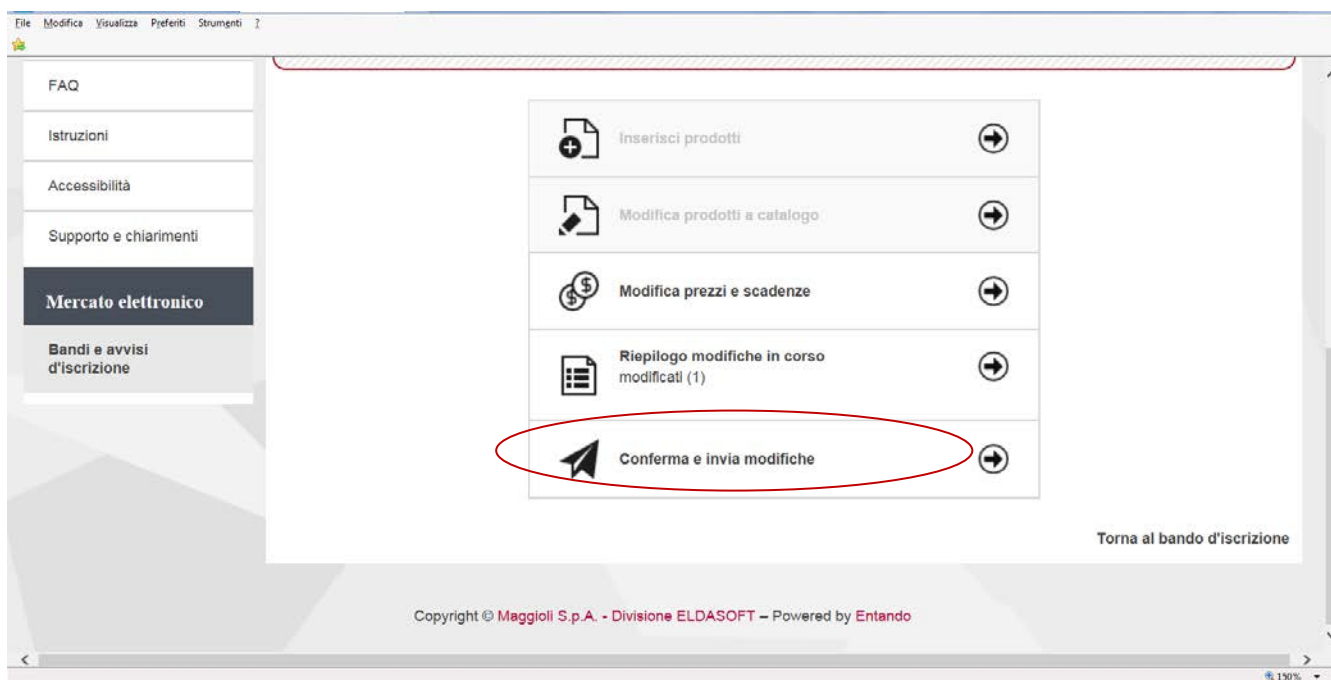 File Modifica Visualizza Preferiti Strumenti ?
FAQ
Istruzioni
Accessibilità
Supporto e chiarimenti
Mercato elettronico
Bandi e avvisi
d'iscrizione
Inserisci prodotti
Modifica prodotti a catalogo
Modifica prezzi e scadenze
Riepilogo modifiche in corso
modificati (1)
Conferma e invia modifiche
Torna al bando d'iscrizione
Copyright © Maggioli S.p.A. - Divisione ELDASOFT – Powered by Entando
150%